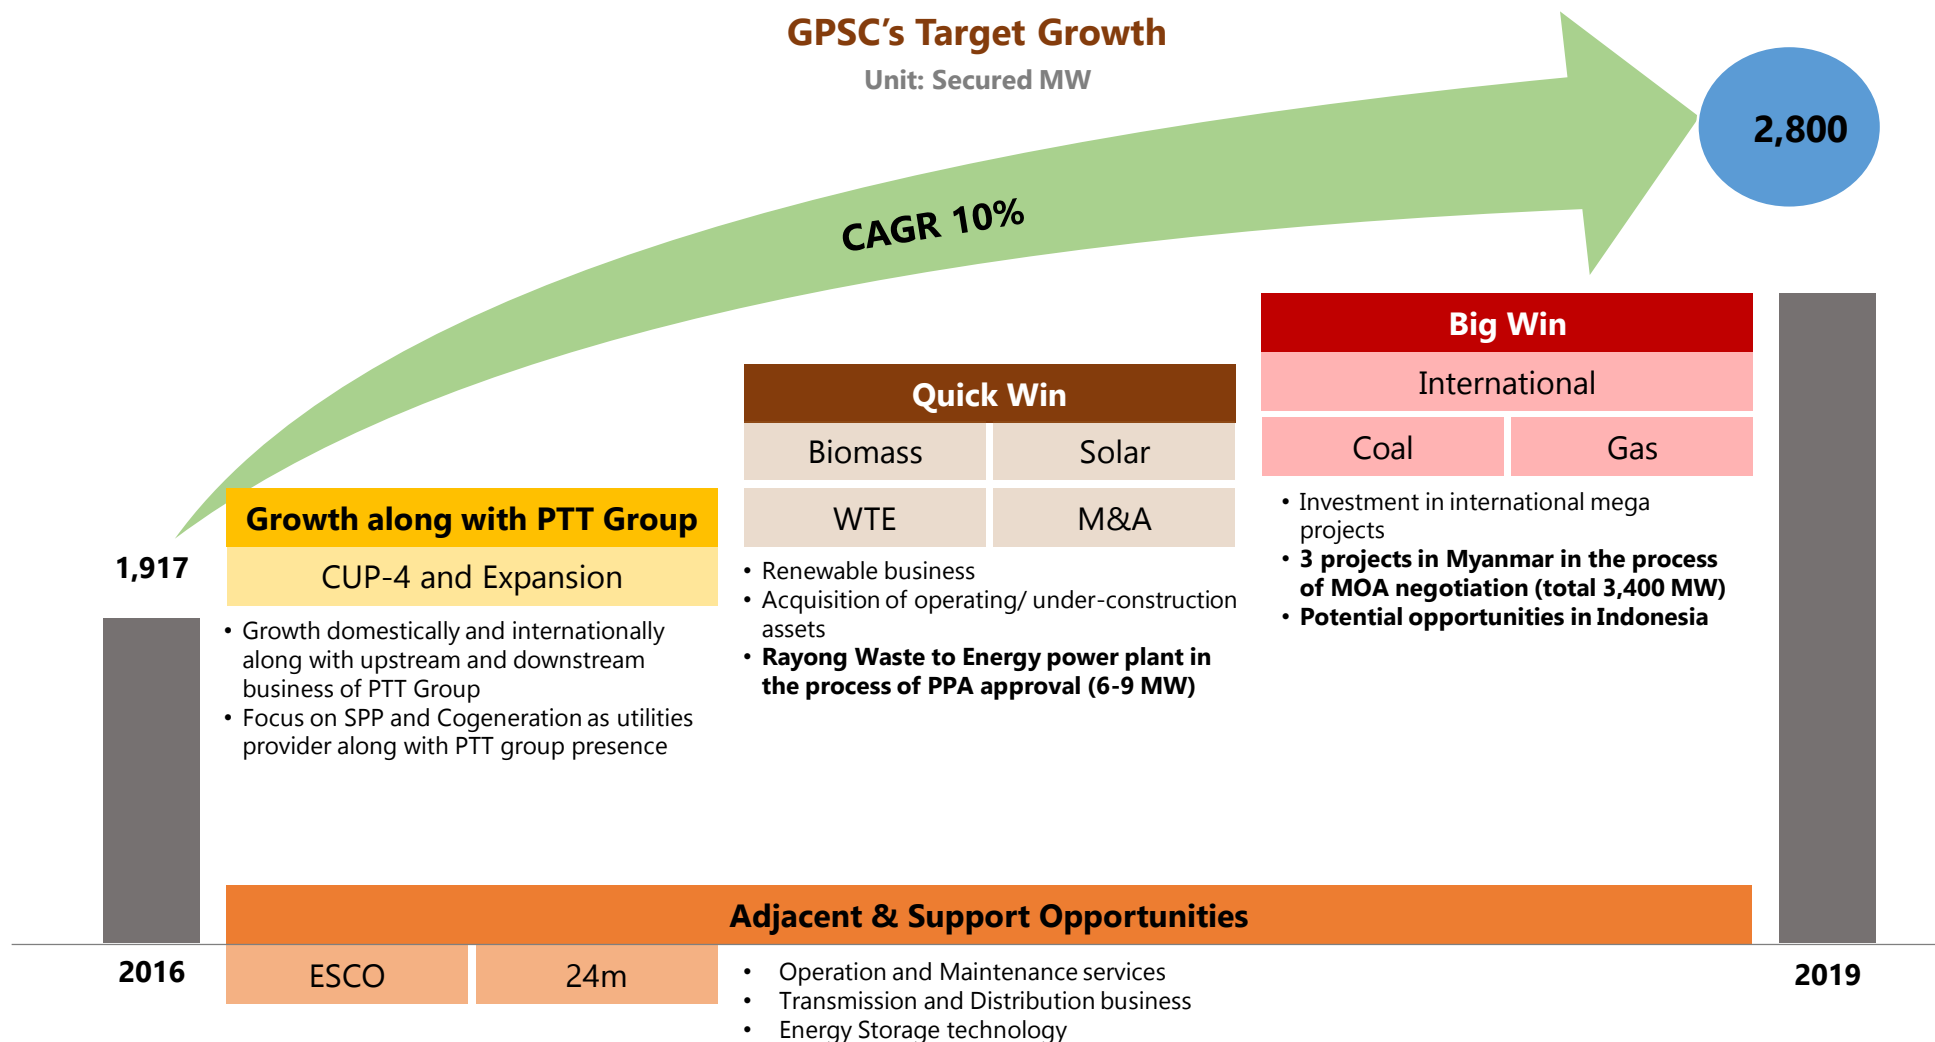 GPSC’s Target Growth
Unit: Secured MW
2,800
CAGR 10%
1,917
Growth along with PTT Group
CUP-4 and Expansion
• Growth domestically and internationally
along with upstream and downstream
business of PTT Group
• Focus on SPP and Cogeneration as utilities
provider along with PTT group presence
Quick Win
Biomass
Solar
WTE
M&A
• Renewable business
• Acquisition of operating/ under-construction
assets
• Rayong Waste to Energy power plant in
the process of PPA approval (6-9 MW)
Big Win
International
Coal
Gas
• Investment in international mega
projects
• 3 projects in Myanmar in the process
of MOA negotiation (total 3,400 MW)
• Potential opportunities in Indonesia
Adjacent & Support Opportunities
2016
ESCO
24m
• Operation and Maintenance services
• Transmission and Distribution business
• Energy Storage technology
2019